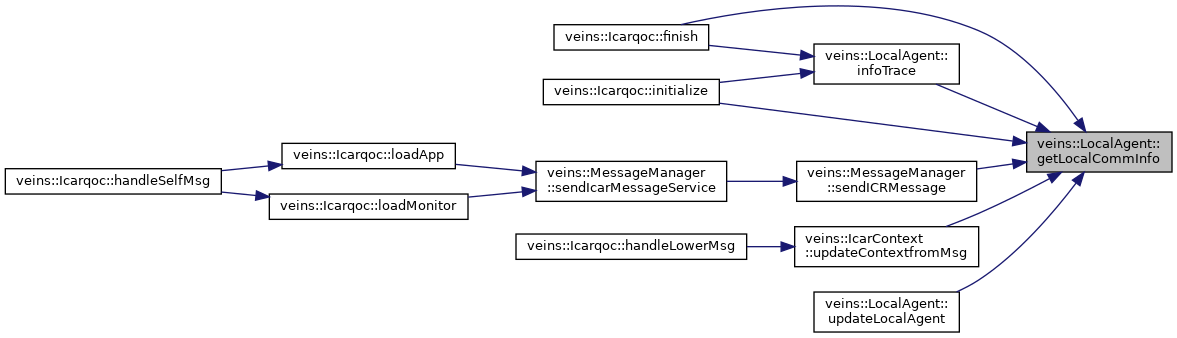 veins::Icarqoc::finish
veins::LocalAgent::
infoTrace
veins::Icarqoc::initialize
veins::LocalAgent::
getLocalCommInfo
veins::Icarqoc::loadApp
veins::Icarqoc::handleSelfMsg
veins::MessageManager
::sendIcarMessageService
veins::MessageManager
::sendICRMessage
veins::Icarqoc::loadMonitor
veins::Icarqoc::handleLowerMsg
veins::IcarContext
::updateContextfromMsg
veins::LocalAgent::
updateLocalAgent